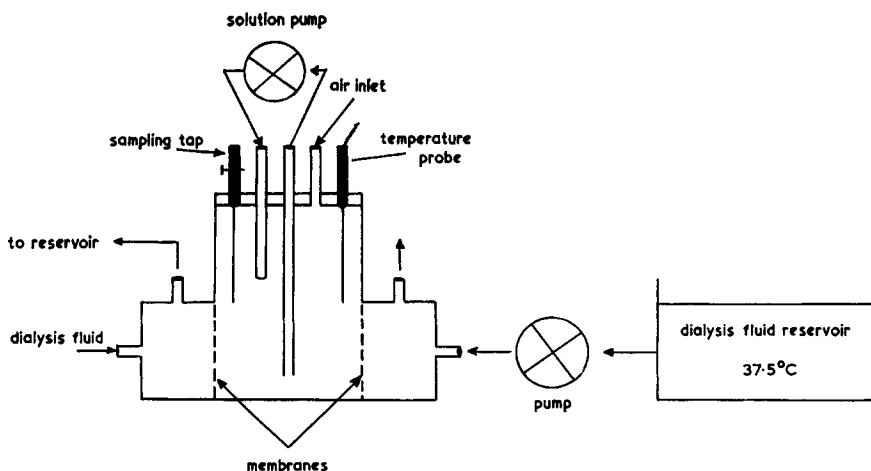 solution pump
air inlet
sampling tap
temperature
probe
to reservoir
dialysis fluid
dialysis fluid reservoir
37.5°C
pump
membranes